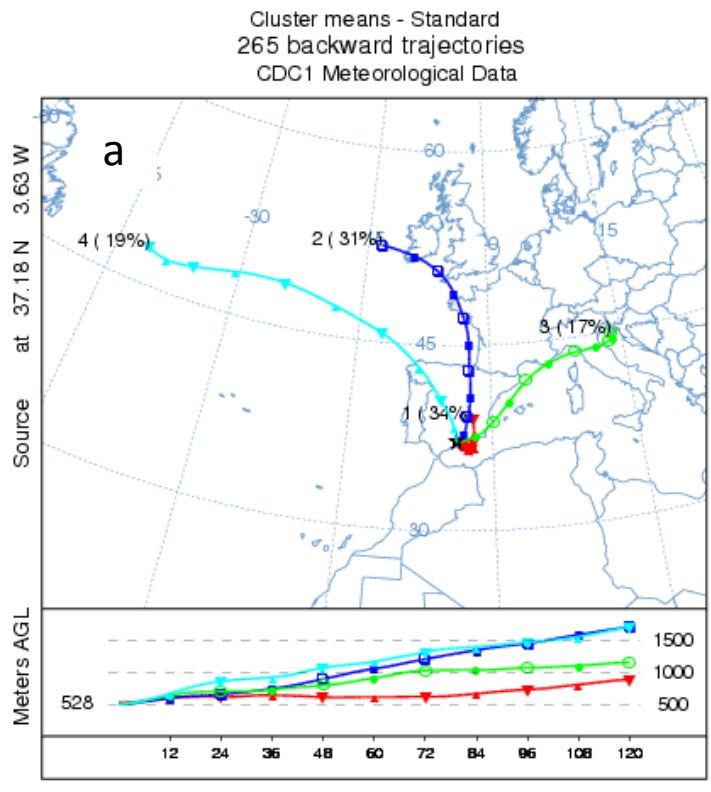 Cluster means - Standard
265 backward trajectories
CDC1 Meteorological Data
Source at 37.18 N 3.63 W
a
60
-30
15
0
4 ( 19%)
2 ( 31%)
3 ( 17%)
45
1 ( 34%)
30
Meters AGL
528
1500
1000
500
12 24 36 48 60 72 84 96 108 120